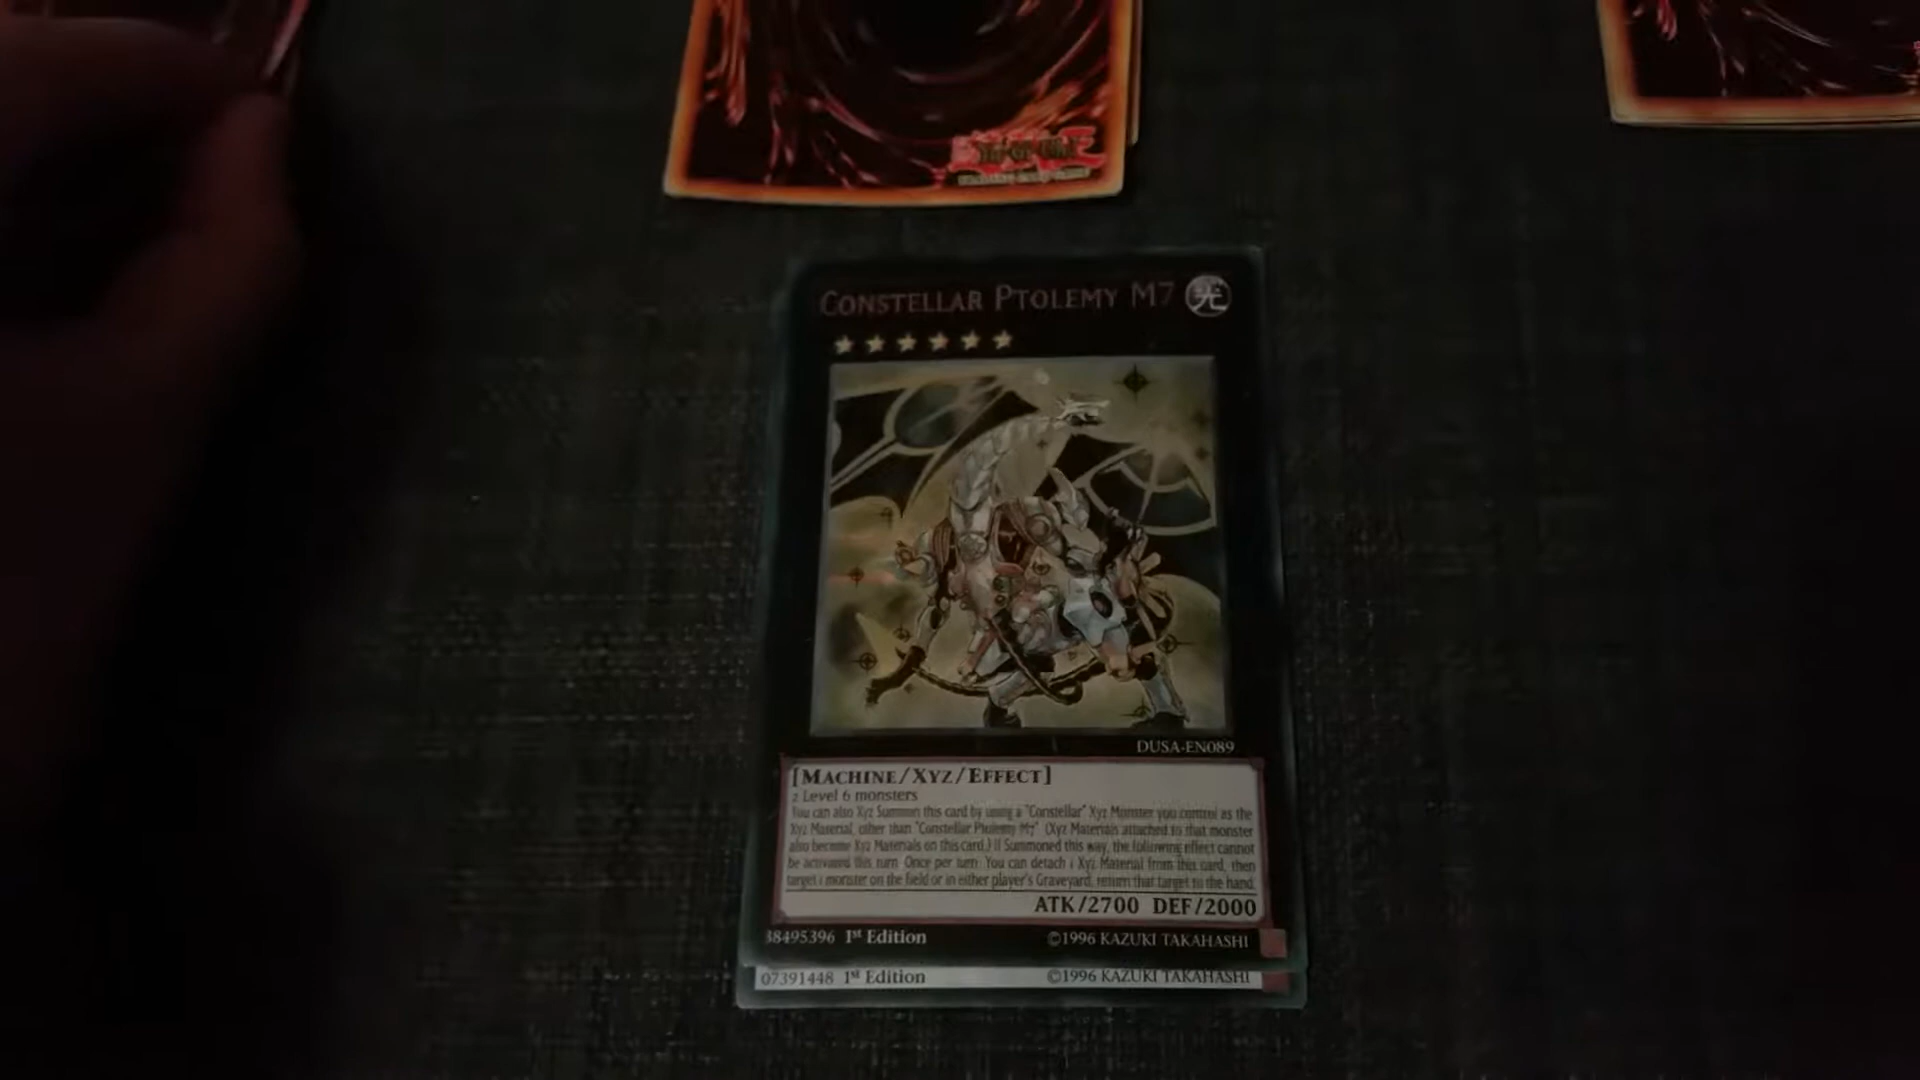 Yu-Gi-Oh!
CONSTELLAR PTOLEMY M7 光
DUSA-EN089
[MACHINE/XYZ/EFFECT]
2 Level 6 monsters
You can also Xyz Summon this card by using a "Constellar" Xyz Monster you control as the
Xyz Material, other than "Constellar Ptolemy M7". (Xyz Materials attached to that monster
also become Xyz Materials on this card.) If Summoned this way, the following effect cannot
be activated this turn. Once per turn: You can detach 1 Xyz Material from this card, then
target 1 monster on the field or in either player's Graveyard; return that target to the hand.
ATK/2700 DEF/2000
38495396 1st Edition ©1996 KAZUKI TAKAHASHI
07391448 1st Edition ©1996 KAZUKI TAKAHASHI